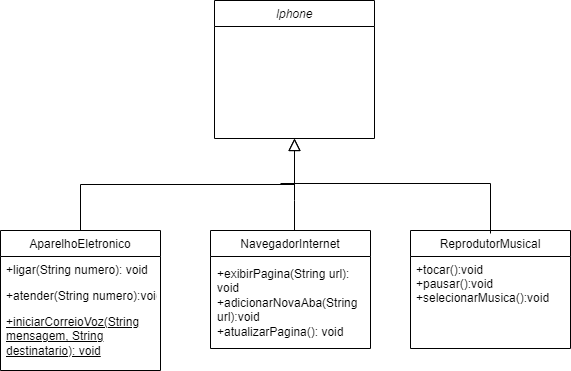 Iphone
AparelhoEletronico
+ligar(String numero): void
+atender(String numero):voi
+iniciarCorreioVoz(String
mensagem, String
destinatario): void
NavegadorInternet
+exibirPagina(String url):
void
+adicionarNovaAba(String
url):void
+atualizarPagina(): void
ReprodutorMusical
+tocar():void
+pausar():void
+selecionarMusica():void